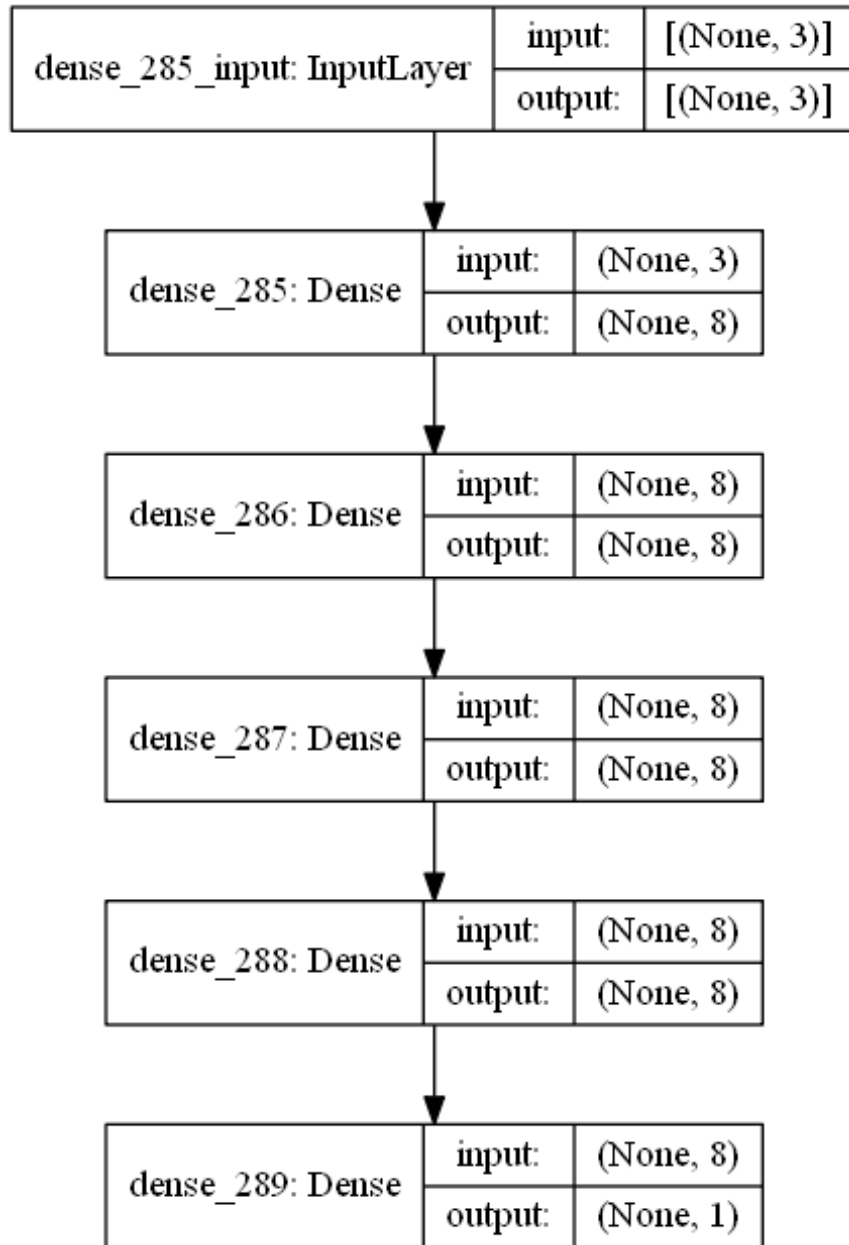 dense_285_input: InputLayer
input: [(None, 3)]
output: [(None, 3)]
dense_285: Dense
input: (None, 3)
output: (None, 8)
dense_286: Dense
input: (None, 8)
output: (None, 8)
dense_287: Dense
input: (None, 8)
output: (None, 8)
dense_288: Dense
input: (None, 8)
output: (None, 8)
dense_289: Dense
input: (None, 8)
output: (None, 1)